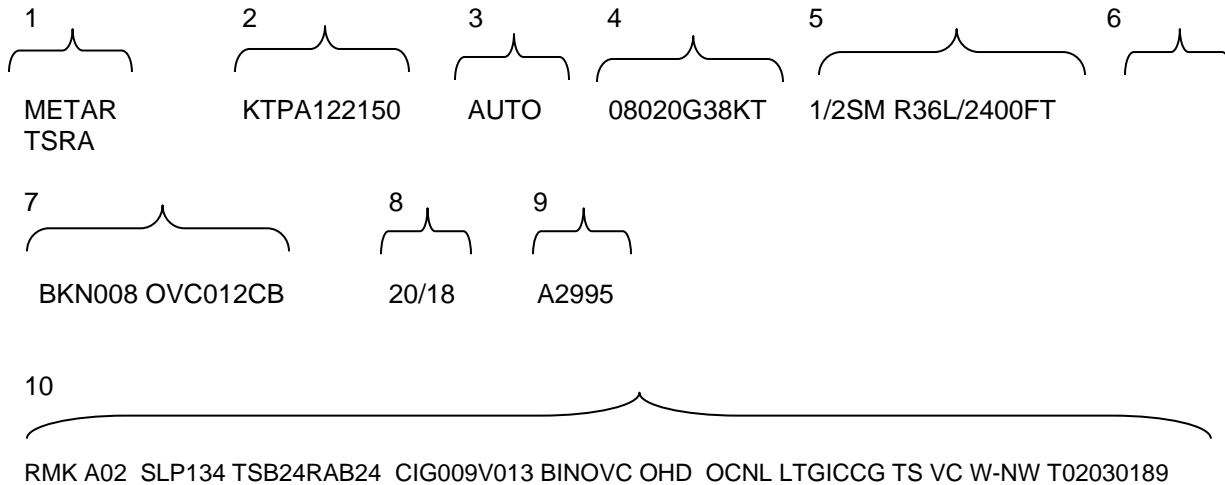 1 2 3 4 5 6
METAR KTPA122150 AUTO 08020G38KT 1/2SM R36L/2400FT
TSRA
7 8 9
BKN008 OVC012CB 20/18 A2995
10
RMK A02 SLP134 TSB24RAB24 CIG009V013 BINOVC OHD OCNL LTGICCG TS VC W-NW T02030189